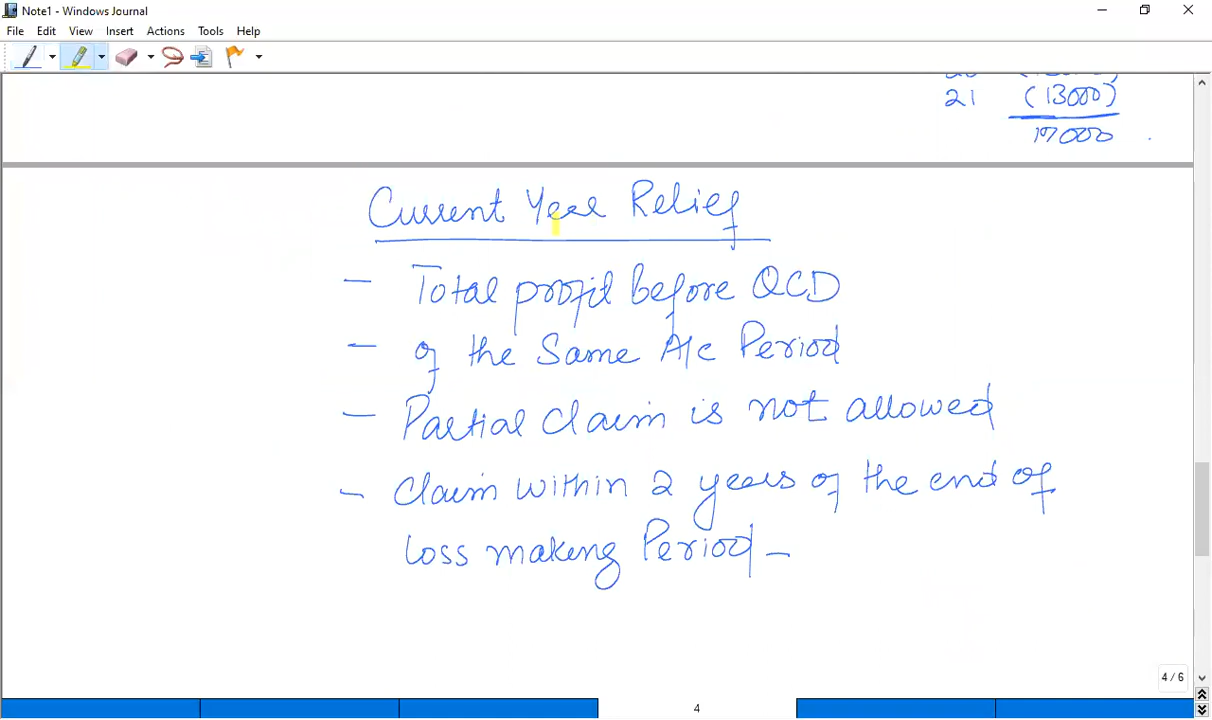 Note1 - Windows Journal
File Edit View Insert Actions Tools Help
21 (13000)
17000
Current Year Relief
- Total profit before QCD
- of the Same A/c Period
- Partial Claim is not allowed
- Claim within 2 years of the end of
loss making Period -
4 / 6
4